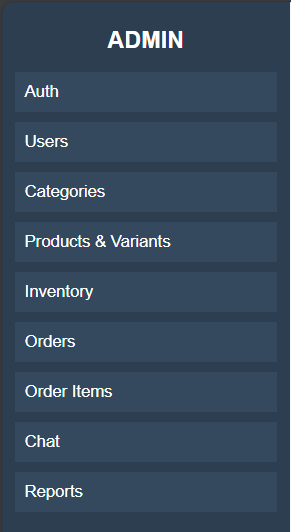 ADMIN
Auth
Users
Categories
Products & Variants
Inventory
Orders
Order Items
Chat
Reports